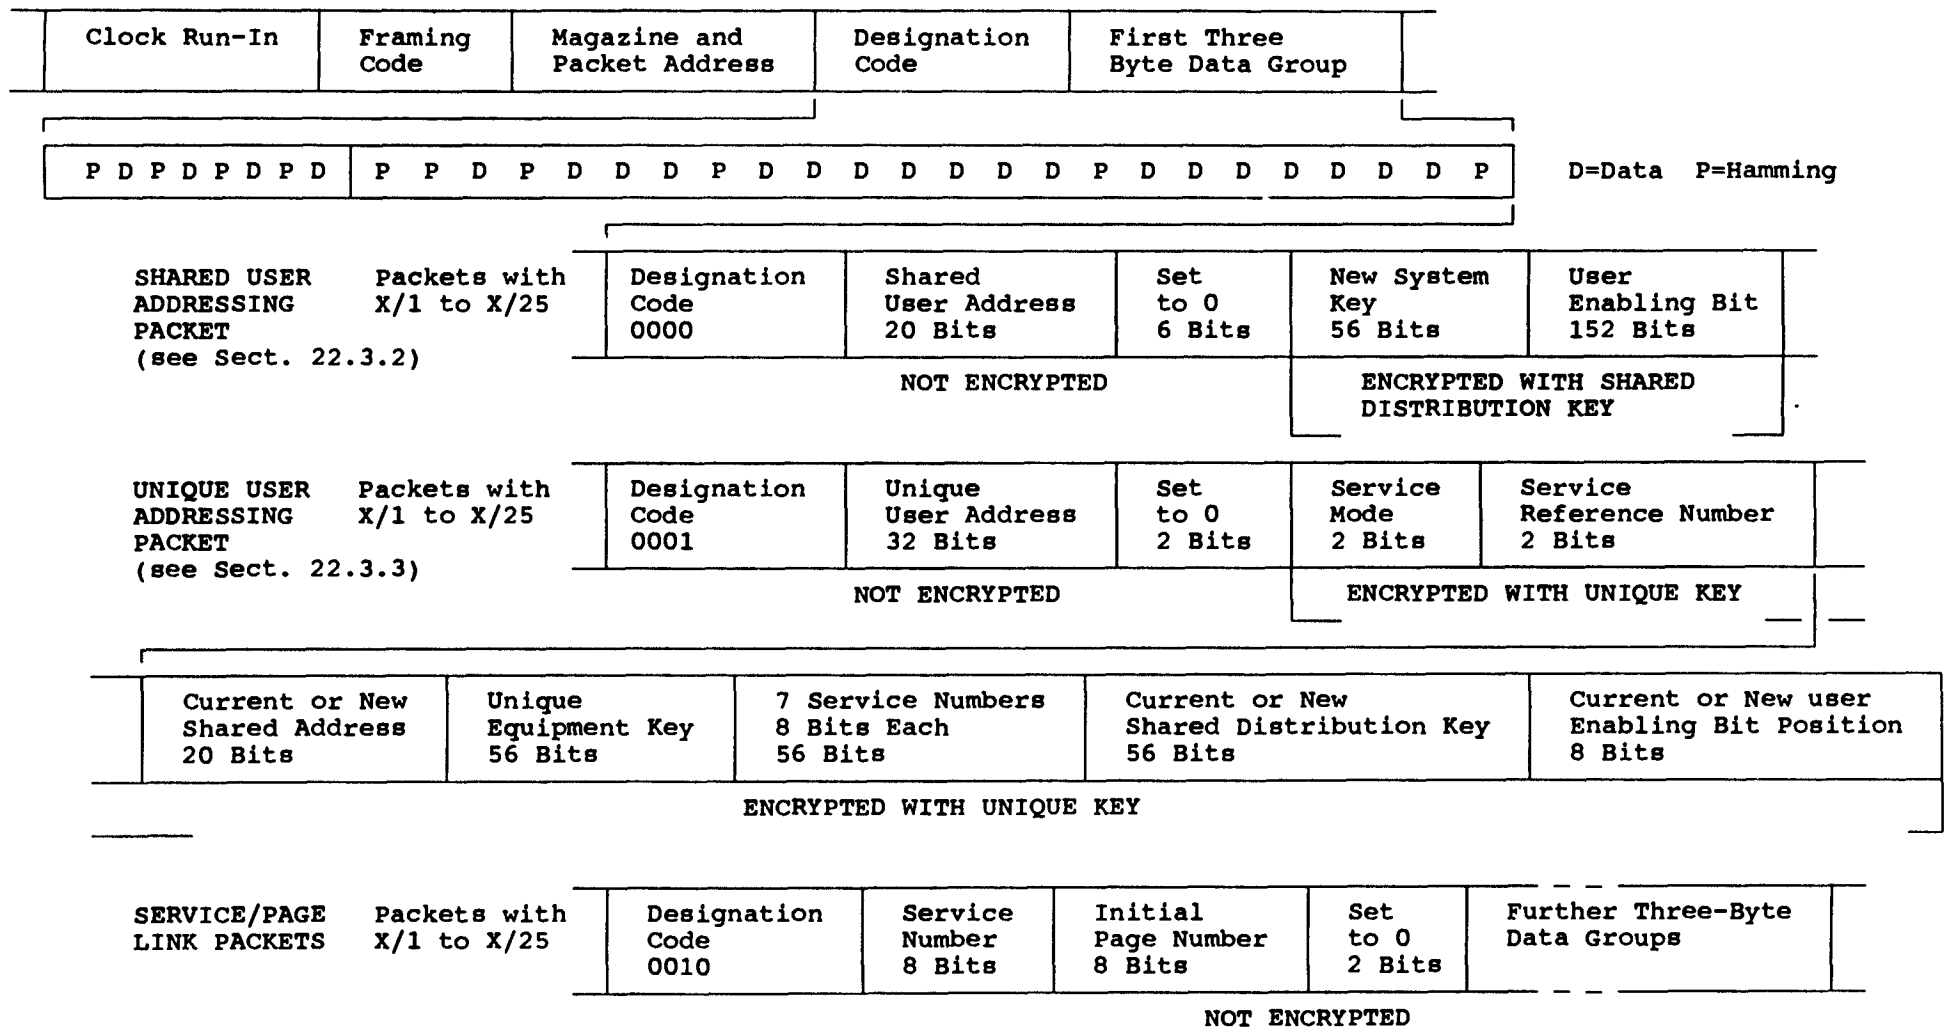 Clock Run-In
Framing
Code
Magazine and
Packet Address
Designation
Code
First Three
Byte Data Group
P D P D P D P D P P D P D D D P D D D D D D D P D D D D D D D P
D=Data P=Hamming
SHARED USER
ADDRESSING
PACKET
(see Sect. 22.3.2)
Packets with
X/1 to X/25
Designation
Code
0000
Shared
User Address
20 Bits
Set
to 0
6 Bits
New System
Key
56 Bits
User
Enabling Bit
152 Bits
NOT ENCRYPTED
ENCRYPTED WITH SHARED
DISTRIBUTION KEY
UNIQUE USER
ADDRESSING
PACKET
(see Sect. 22.3.3)
Packets with
X/1 to X/25
Designation
Code
0001
Unique
User Address
32 Bits
Set
to 0
2 Bits
Service
Mode
2 Bits
Service
Reference Number
2 Bits
NOT ENCRYPTED
ENCRYPTED WITH UNIQUE KEY
Current or New
Shared Address
20 Bits
Unique
Equipment Key
56 Bits
7 Service Numbers
8 Bits Each
56 Bits
Current or New
Shared Distribution Key
56 Bits
Current or New user
Enabling Bit Position
8 Bits
ENCRYPTED WITH UNIQUE KEY
SERVICE/PAGE
LINK PACKETS
Packets with
X/1 to X/25
Designation
Code
0010
Service
Number
8 Bits
Initial
Page Number
8 Bits
Set
to 0
2 Bits
Further Three-Byte
Data Groups
NOT ENCRYPTED